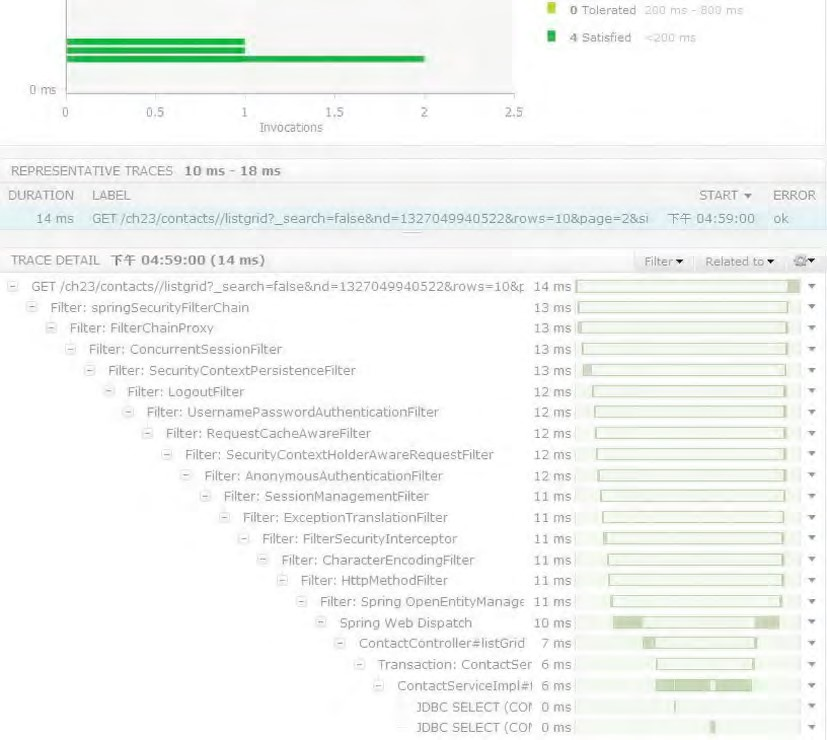 0 Tolerated 200 ms - 800 ms
4 Satisfied <200 ms
0 ms
0 0.5 1 1.5 2 2.5
Invocations
REPRESENTATIVE TRACES 10 ms - 18 ms
DURATION LABEL START ERROR
14 ms GET /ch23/contacts//listgrid?_search=false&nd=1327049940522&rows=10&page=2&si 下午 04:59:00 ok
TRACE DETAIL 下午 04:59:00 (14 ms) Filter Related to
GET /ch23/contacts//listgrid?_search=false&nd=1327049940522&rows=10&p 14 ms
Filter: springSecurityFilterChain 13 ms
Filter: FilterChainProxy 13 ms
Filter: ConcurrentSessionFilter 13 ms
Filter: SecurityContextPersistenceFilter 13 ms
Filter: LogoutFilter 12 ms
Filter: UsernamePasswordAuthenticationFilter 12 ms
Filter: RequestCacheAwareFilter 12 ms
Filter: SecurityContextHolderAwareRequestFilter 12 ms
Filter: AnonymousAuthenticationFilter 12 ms
Filter: SessionManagementFilter 11 ms
Filter: ExceptionTranslationFilter 11 ms
Filter: FilterSecurityInterceptor 11 ms
Filter: CharacterEncodingFilter 11 ms
Filter: HttpMethodFilter 11 ms
Filter: Spring OpenEntityManage 11 ms
Spring Web Dispatch 10 ms
ContactController#listGrid 7 ms
Transaction: ContactSer 6 ms
ContactServiceImpl#f 6 ms
JDBC SELECT (CON 0 ms
JDBC SELECT (CON 0 ms